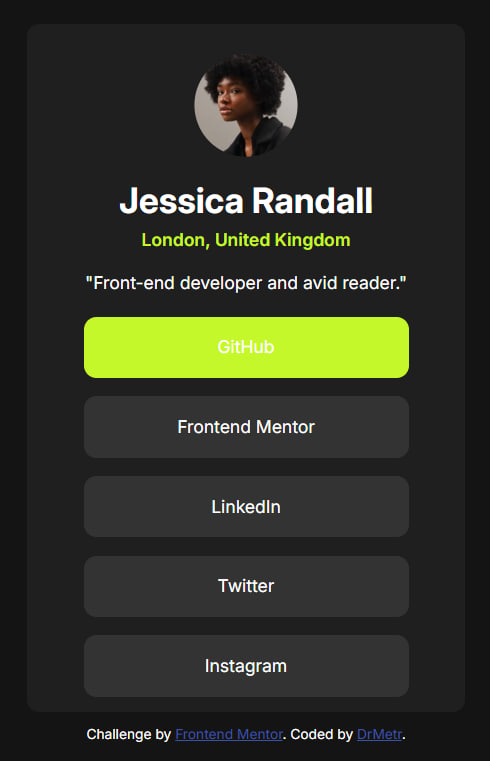 Jessica Randall
London, United Kingdom
"Front-end developer and avid reader."
GitHub
Frontend Mentor
LinkedIn
Twitter
Instagram
Challenge by Frontend Mentor. Coded by DrMetr.